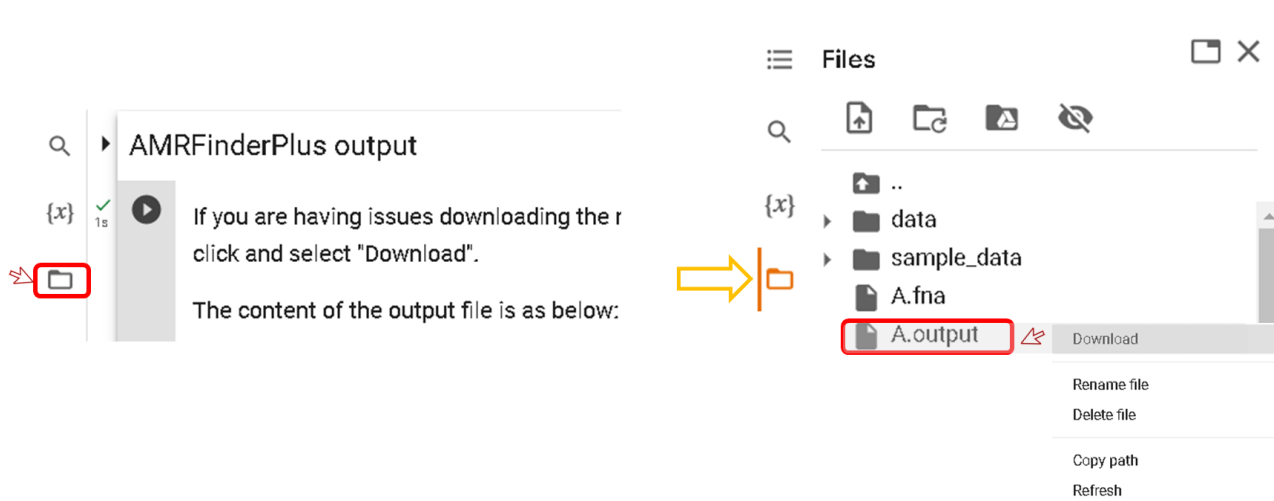 AMRFinderPlus output
{x}
1s
If you are having issues downloading the r
click and select "Download".
The content of the output file is as below:
Files
{x}
..
data
sample_data
A.fna
A.output
Download
Rename file
Delete file
Copy path
Refresh